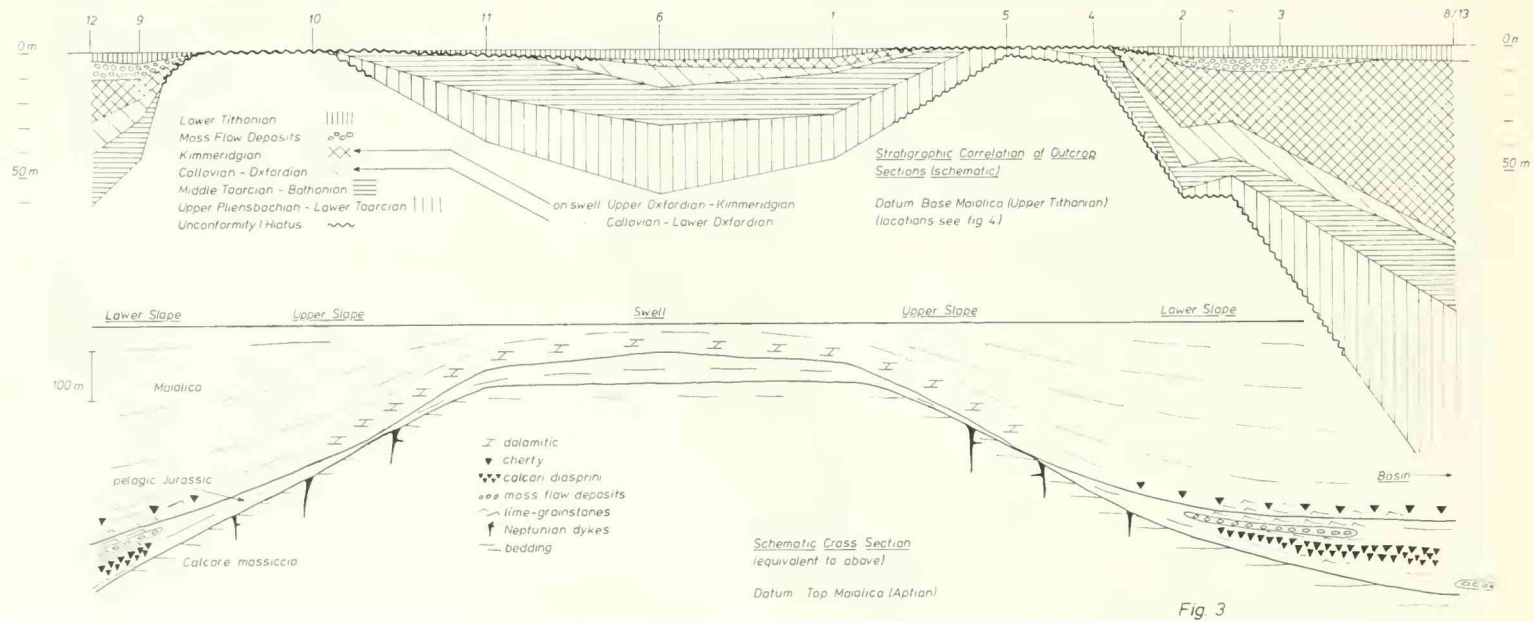 12 9 10 11 6 1 5 4 2 7 3 8/13
0 m
0 m
50 m
50 m
Lower Tithonian
Mass Flow Deposits
Kimmeridgian
Callovian - Oxfordian
Middle Toarcian - Bathonian
Upper Pliensbachian - Lower Toarcian
Unconformity / Hiatus
on swell Upper Oxfordian - Kimmeridgian
Callovian - Lower Oxfordian
Stratigraphic Correlation of Outcrop
Sections (schematic)
Datum Base Maiolica (Upper Tithonian)
(locations see fig 4)
Lower Slope Upper Slope Swell Upper Slope Lower Slope
100 m
Maiolica
pelagic Jurassic
Calcare massiccio
dolomitic
cherty
calcari diasprini
mass flow deposits
lime-grainstones
Neptunian dykes
bedding
Basin
Schematic Cross Section
(equivalent to above)
Datum Top Maiolica (Aptian)
Fig. 3